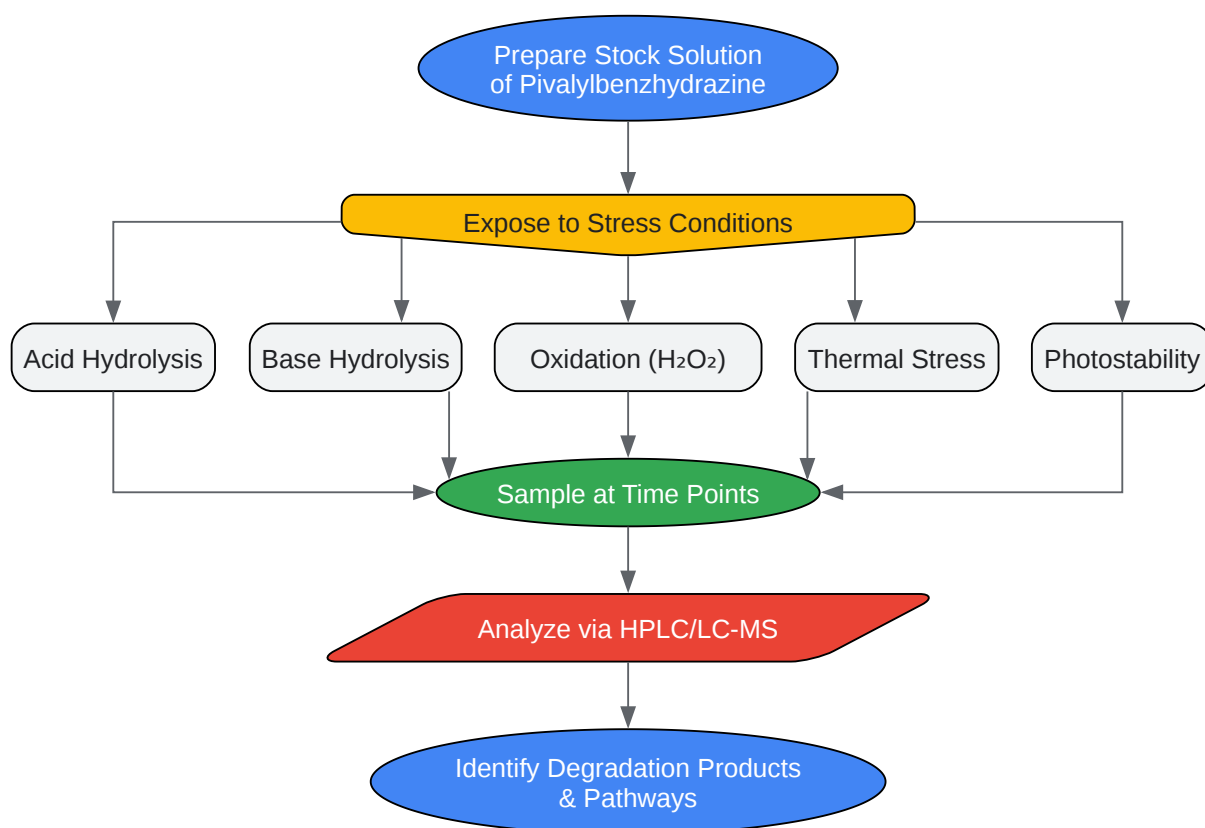 Prepare Stock Solution
of Pivalylbenzhydrazine
Expose to Stress Conditions
Acid Hydrolysis
Base Hydrolysis
Oxidation (H₂O₂)
Thermal Stress
Photostability
Sample at Time Points
Analyze via HPLC/LC-MS
Identify Degradation Products
& Pathways